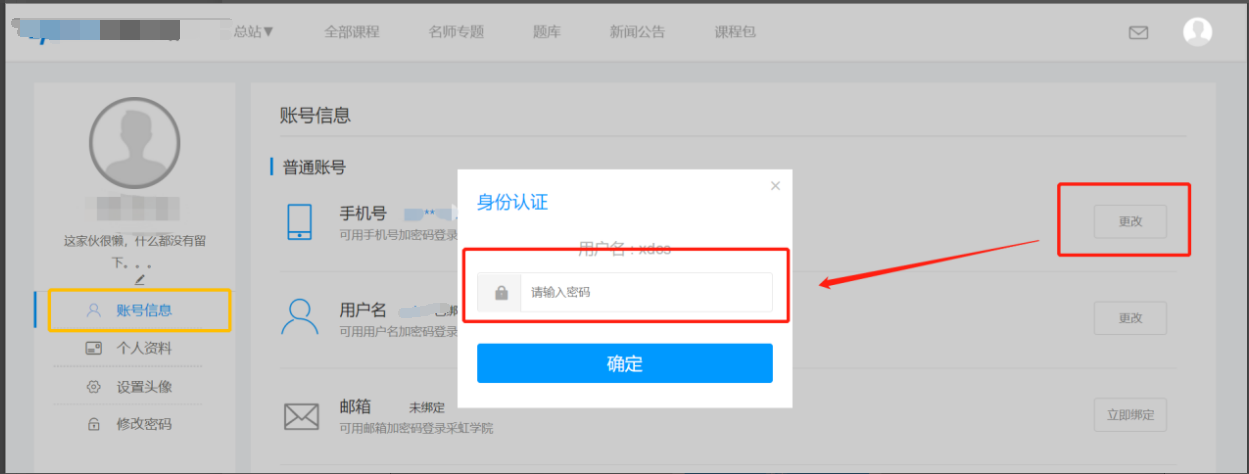 总站▼ 全部课程 名师专题 题库 新闻公告 课程包
这家伙很懒，什么都没有留
下。。。
账号信息
个人资料
设置头像
修改密码
账号信息
普通账号
手机号 **
可用手机号加密码登录
更改
用户名
可用用户名加密码登录
更改
邮箱 未绑定
可用邮箱加密码登录采虹学院
立即绑定
×
身份认证
用户名：xdcs
请输入密码
确定